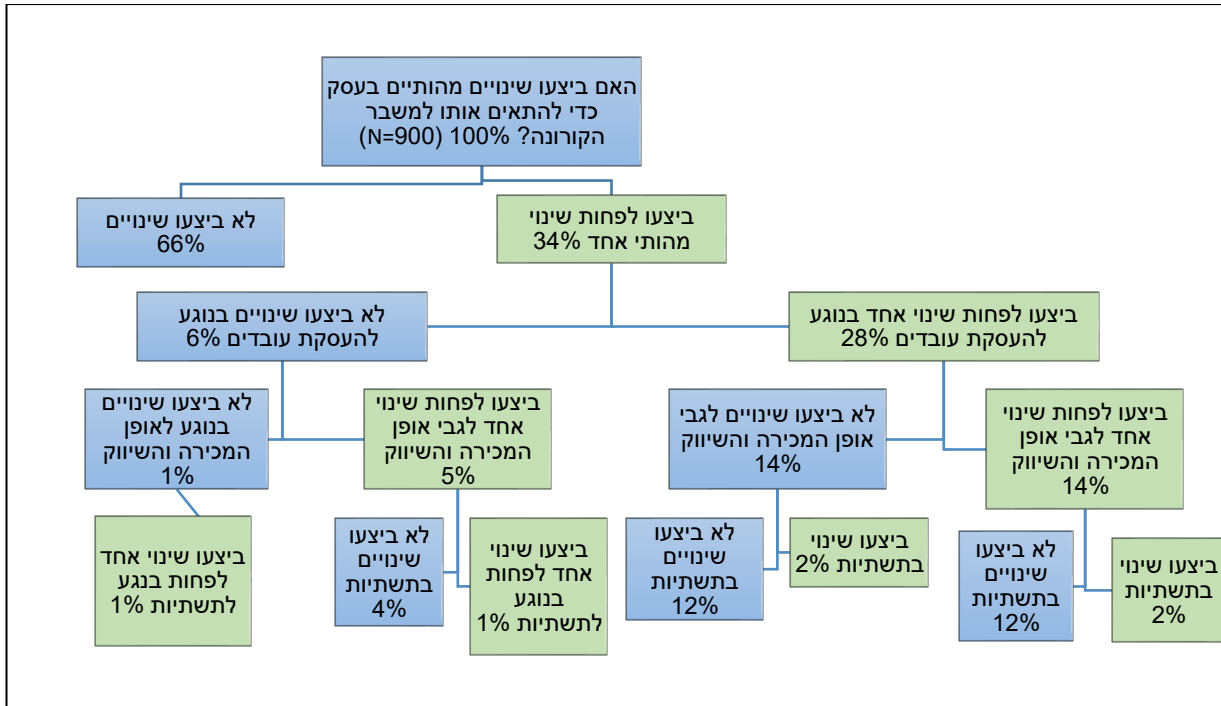 האם ביצעו שינויים מהותיים בעסק
כדי להתאים אותו למשבר
הקורונה? 100% (N=900)
ביצעו לפחות שינוי
מהותי אחד 34%
לא ביצעו שינויים
66%
ביצעו לפחות שינוי אחד בנוגע
להעסקת עובדים 28%
לא ביצעו שינויים בנוגע
להעסקת עובדים 6%
ביצעו לפחות שינוי
אחד לגבי אופן
המכירה והשיווק
14%
לא ביצעו שינויים לגבי
אופן המכירה והשיווק
14%
ביצעו לפחות שינוי
אחד לגבי אופן
המכירה והשיווק
5%
לא ביצעו שינויים
בנוגע לאופן
המכירה והשיווק
1%
ביצעו שינוי
בתשתיות
2%
לא ביצעו
שינויים
בתשתיות
12%
ביצעו שינוי
בתשתיות 2%
לא ביצעו
שינויים
בתשתיות
12%
ביצעו שינוי
אחד לפחות
בנוגע
לתשתיות 1%
לא ביצעו
שינויים
בתשתיות
4%
ביצעו שינוי אחד
לפחות בנגע
לתשתיות 1%